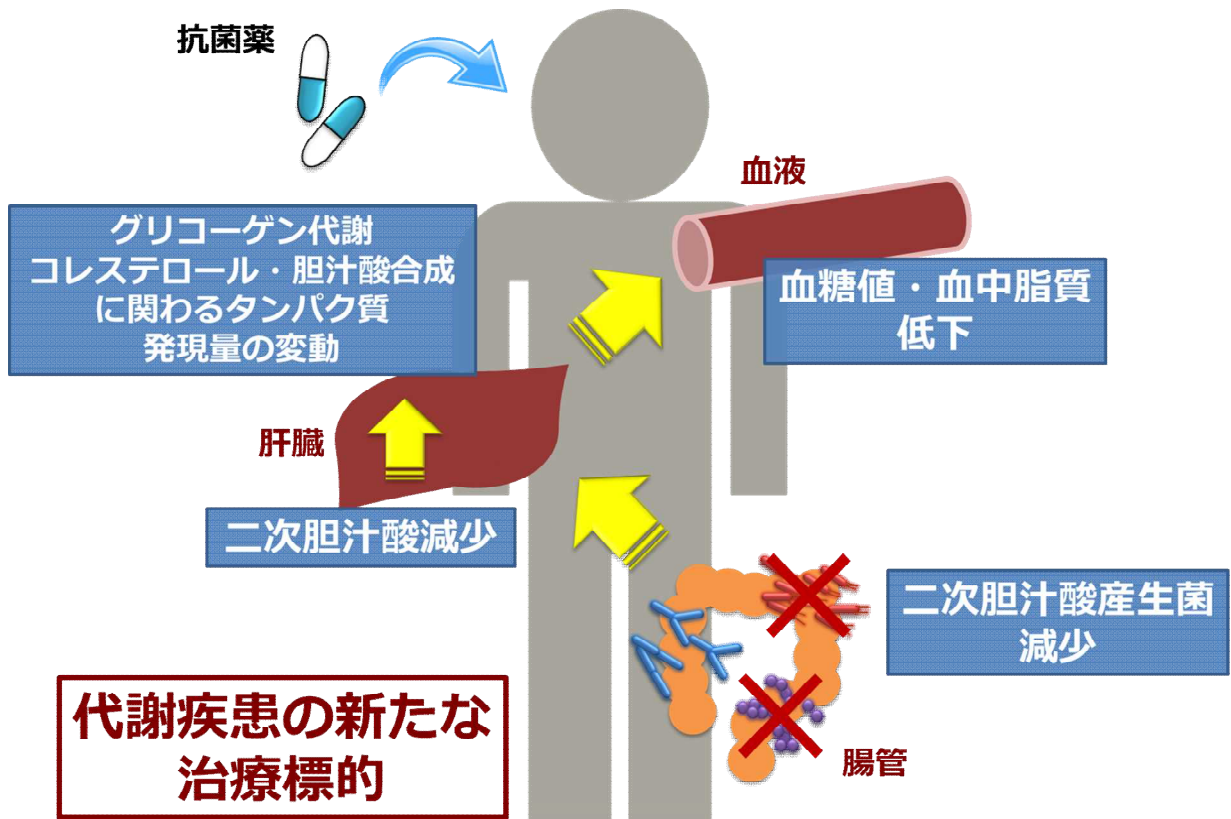 抗菌薬
血液
グリコーゲン代謝
コレステロール・胆汁酸合成
に関わるタンパク質
発現量の変動
血糖値・血中脂質
低下
肝臓
二次胆汁酸減少
二次胆汁酸産生菌
減少
代謝疾患の新たな
治療標的
腸管